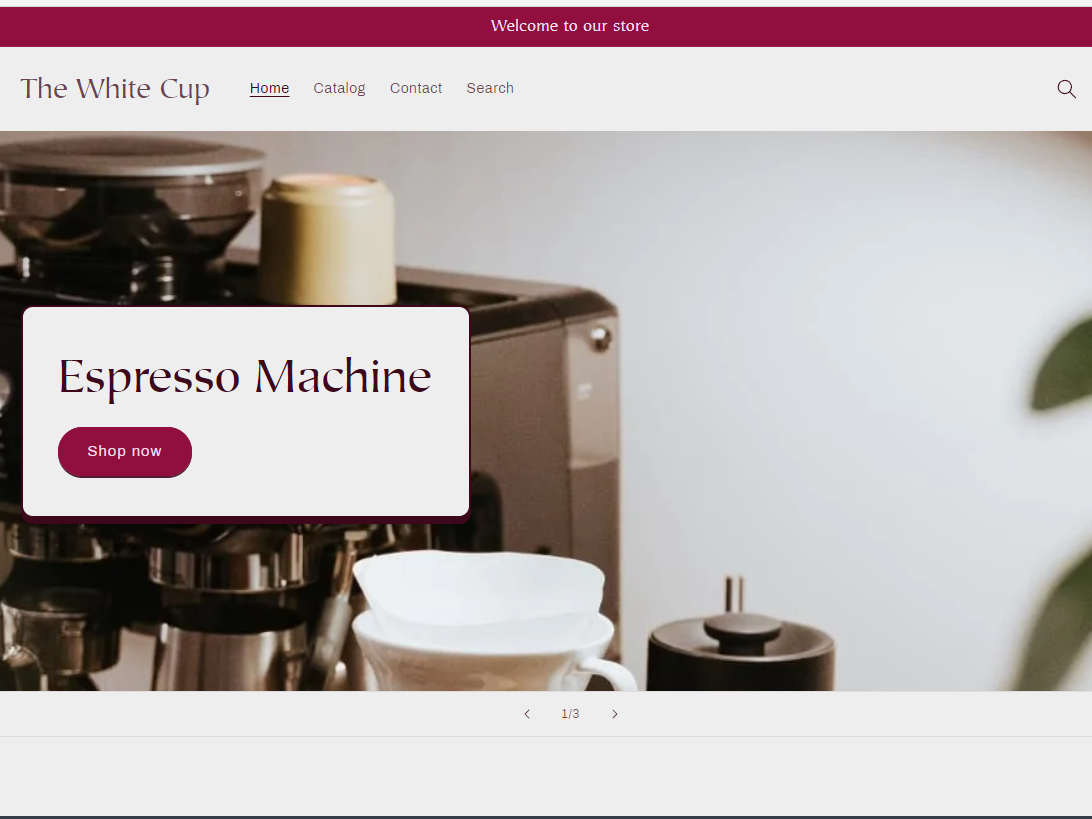 Welcome to our store
The White Cup
Home
Catalog
Contact
Search
Espresso Machine
Shop now
1/3